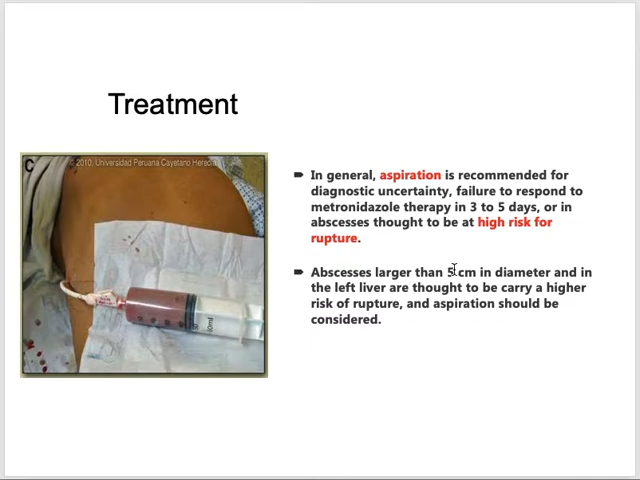 Treatment
C © 2010, Universidad Peruana Cayetano Heredia
In general, aspiration is recommended for
diagnostic uncertainty, failure to respond to
metronidazole therapy in 3 to 5 days, or in
abscesses thought to be at high risk for
rupture.
Abscesses larger than 5 cm in diameter and in
the left liver are thought to be carry a higher
risk of rupture, and aspiration should be
considered.